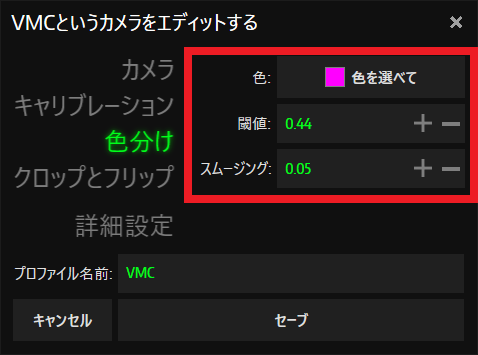 VMCというカメラをエディットする
カメラ
キャリブレーション
色分け
クロップとフリップ
詳細設定
色: 色を選べて
閾値: 0.44
スムージング: 0.05
プロファイル名前: VMC
キャンセル セーブ